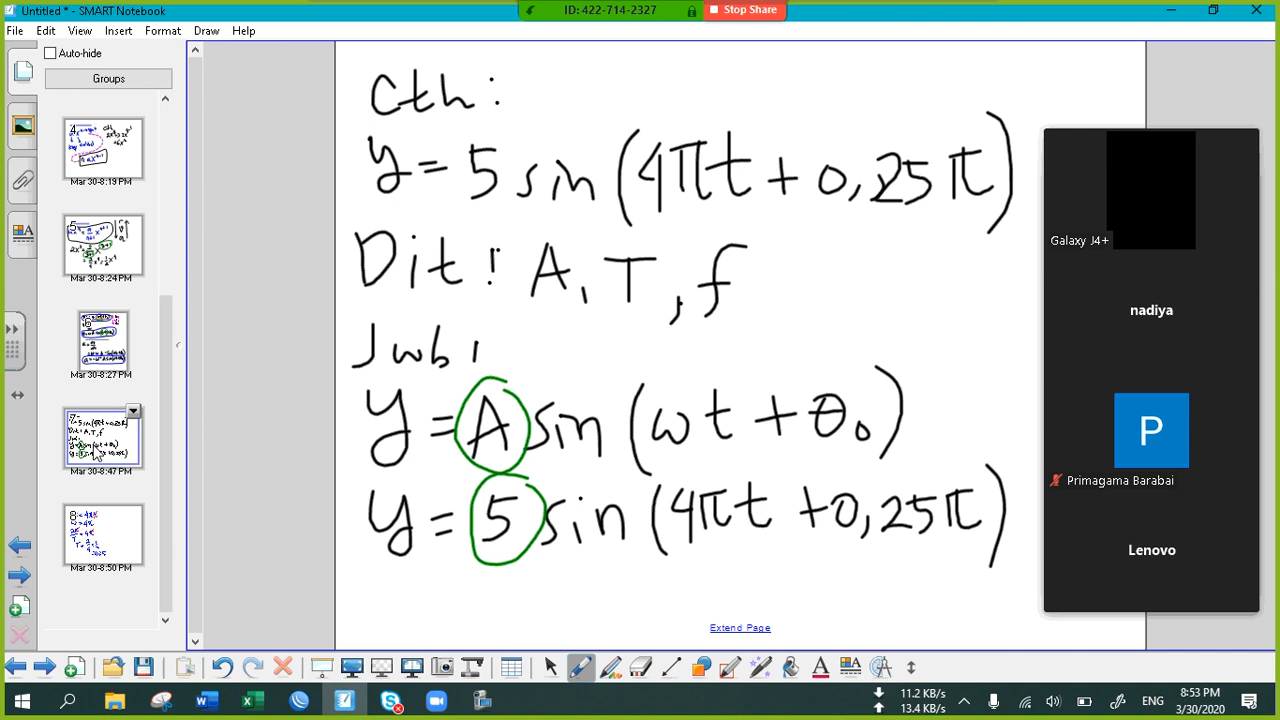 Untitled * - SMART Notebook
ID: 422-714-2327
Stop Share
File Edit View Insert Format Draw Help
Auto-hide
Groups
Mar 30-8:19 PM
Mar 30-8:24 PM
Mar 30-8:27 PM
Mar 30-8:47 PM
Mar 30-8:50 PM
Cth:
y = 5 sin (4πt + 0,25π)
Dit! A, T, f
Jwb:
y = A sin (ωt + θ₀)
y = 5 sin (4πt + 0,25π)
Extend Page
Galaxy J4+
nadiya
P
Primagama Barabai
Lenovo
11.2 KB/s
13.4 KB/s
ENG
8:53 PM
3/30/2020